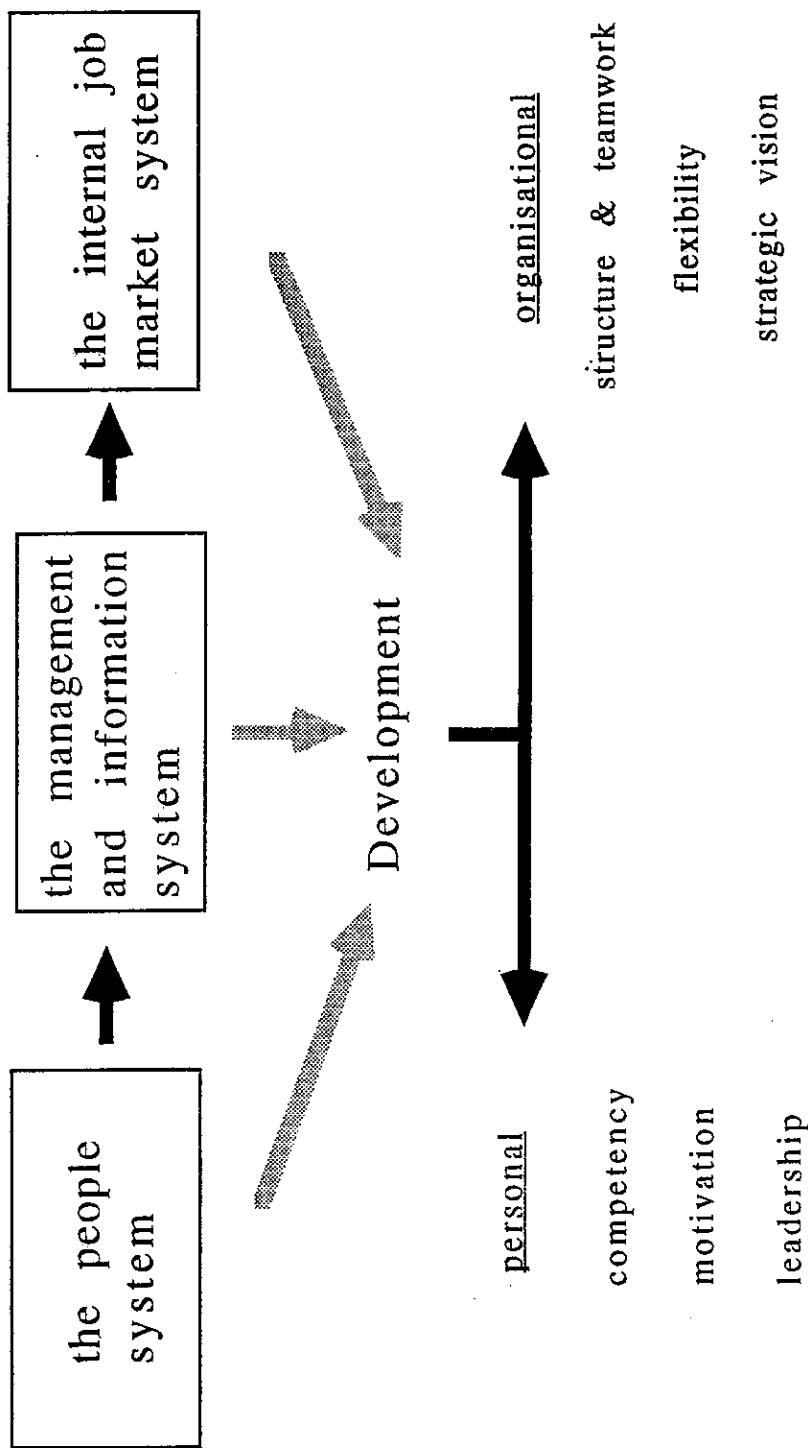 the people
system
the management
and information
system
the internal job
market system
Development
personal
competency
motivation
leadership
organisational
structure & teamwork
flexibility
strategic vision